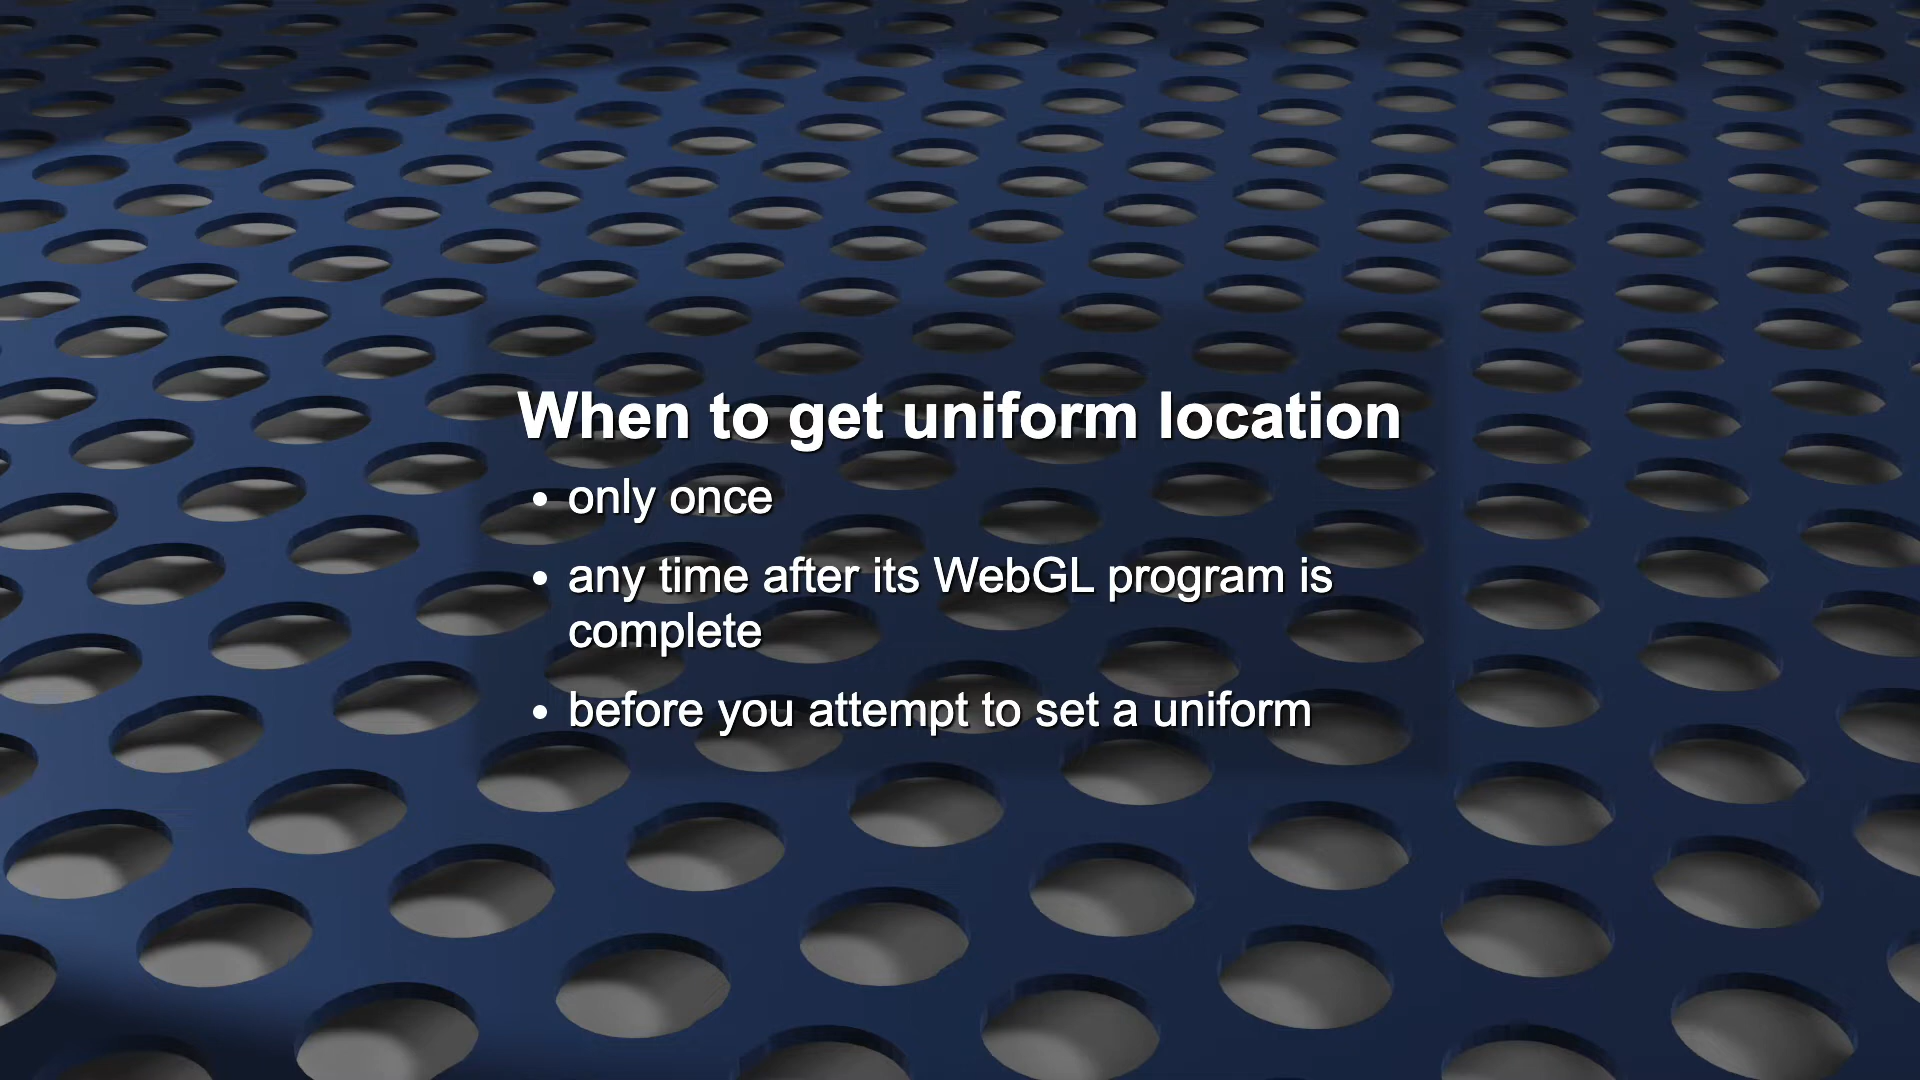 When to get uniform location
• only once
• any time after its WebGL program is
complete
• before you attempt to set a uniform